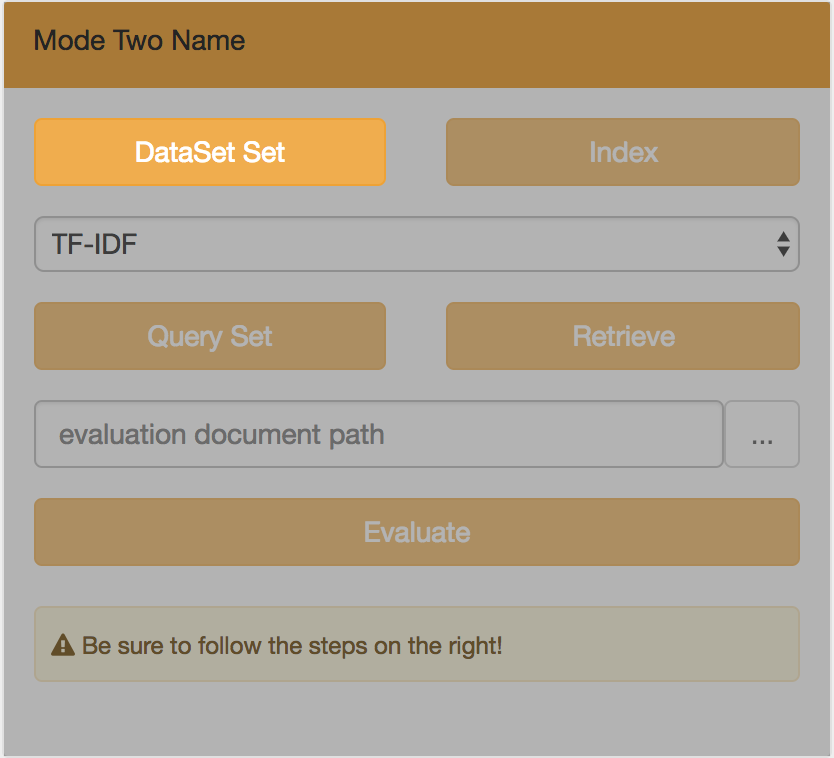 Mode Two Name
DataSet Set
Index
TF-IDF
Query Set
Retrieve
evaluation document path
...
Evaluate
Be sure to follow the steps on the right!